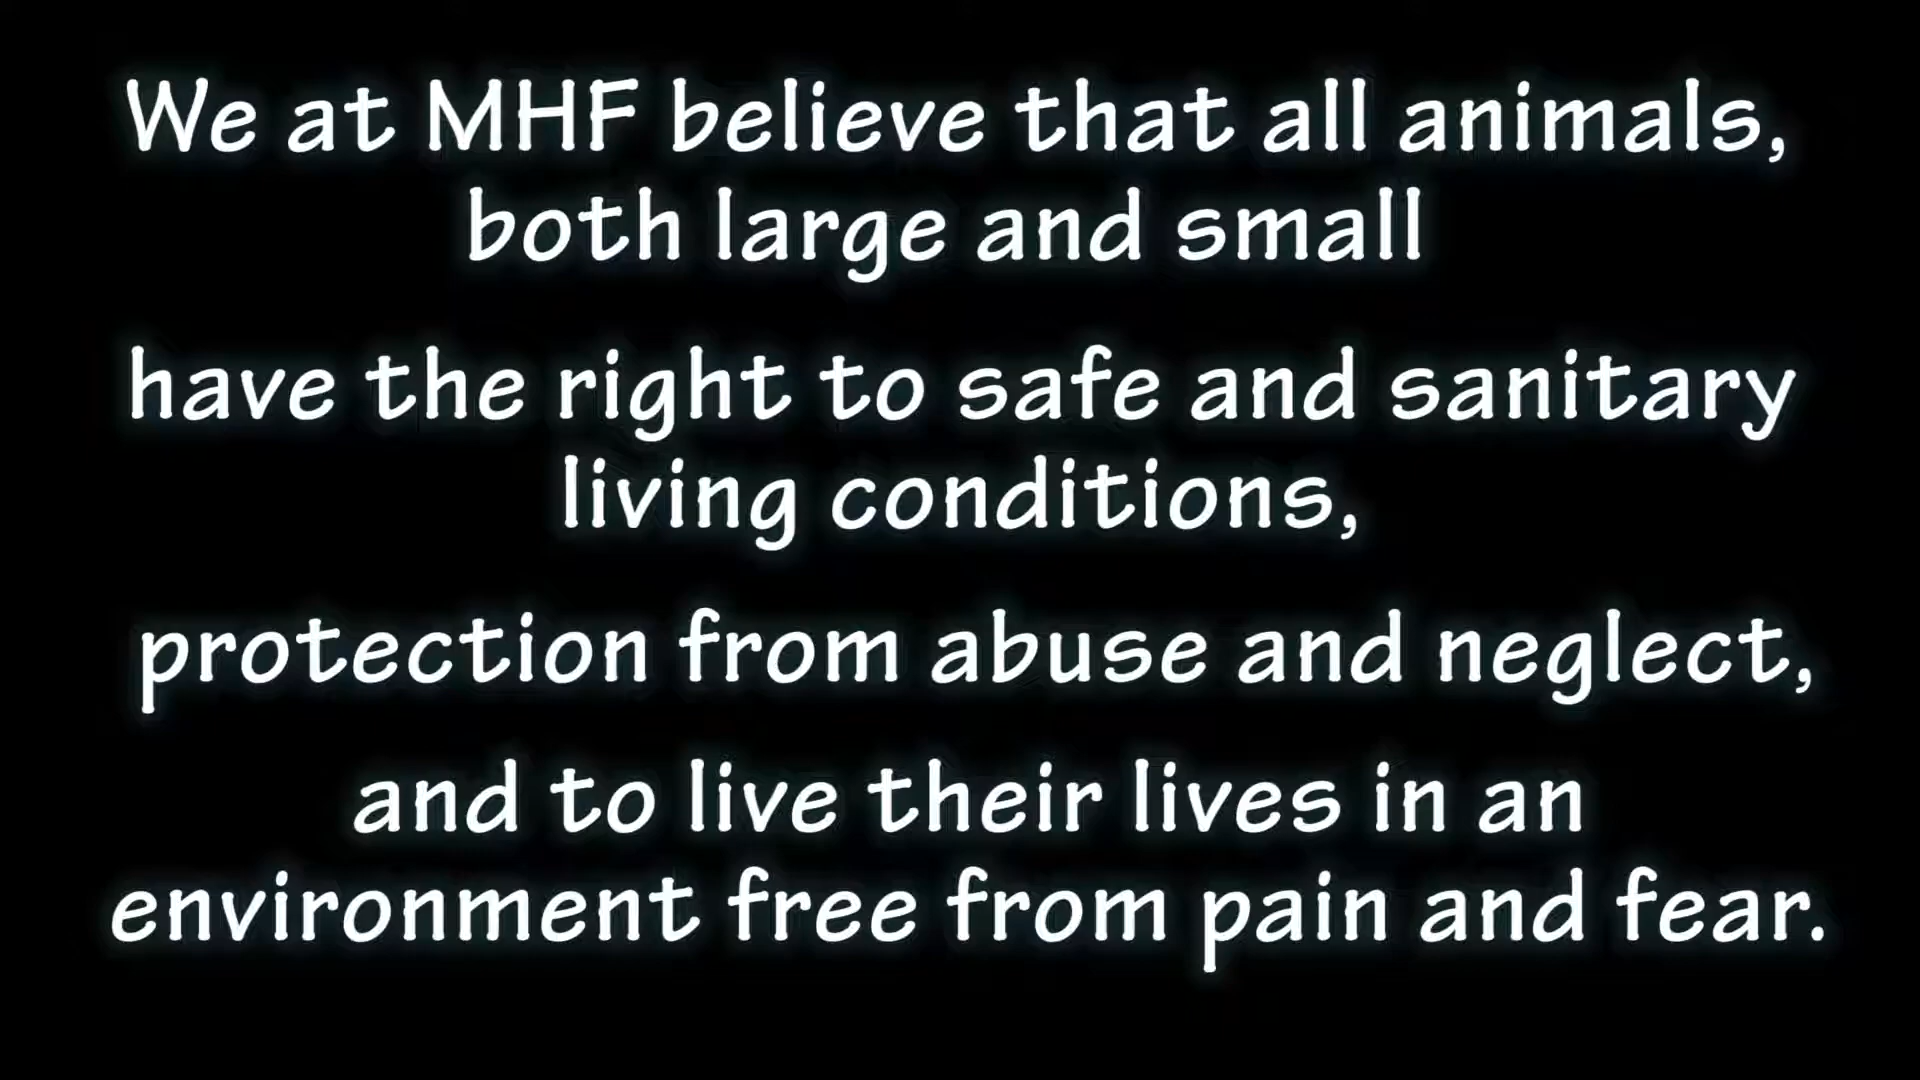 We at MHF believe that all animals,
both large and small
have the right to safe and sanitary
living conditions,
protection from abuse and neglect,
and to live their lives in an
environment free from pain and fear.